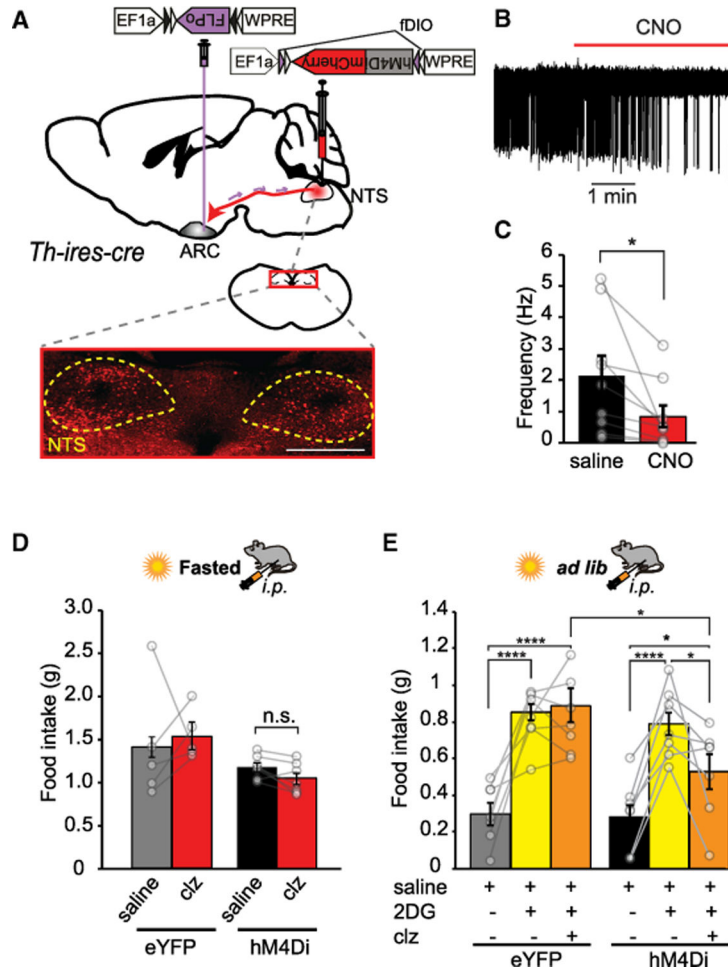 A
EF1a FLPo WPRE
fDIO
EF1a mCherry hM4Di WPRE
NTS
ARC
Th-ires-cre
NTS
B
CNO
1 min
C
*
Frequency (Hz)
6
5
4
3
2
1
0
saline CNO
D
Fasted
i.p.
Food intake (g)
3.0
2.5
2.0
1.5
1.0
0.5
0
n.s.
saline clz saline clz
eYFP hM4Di
E
ad lib
i.p.
Food intake (g)
1.4
1.2
1
0.8
0.6
0.4
0.2
0
*
**** *
**** **** *
saline + + + + + +
2DG - + + - + +
clz - - + - - +
eYFP hM4Di